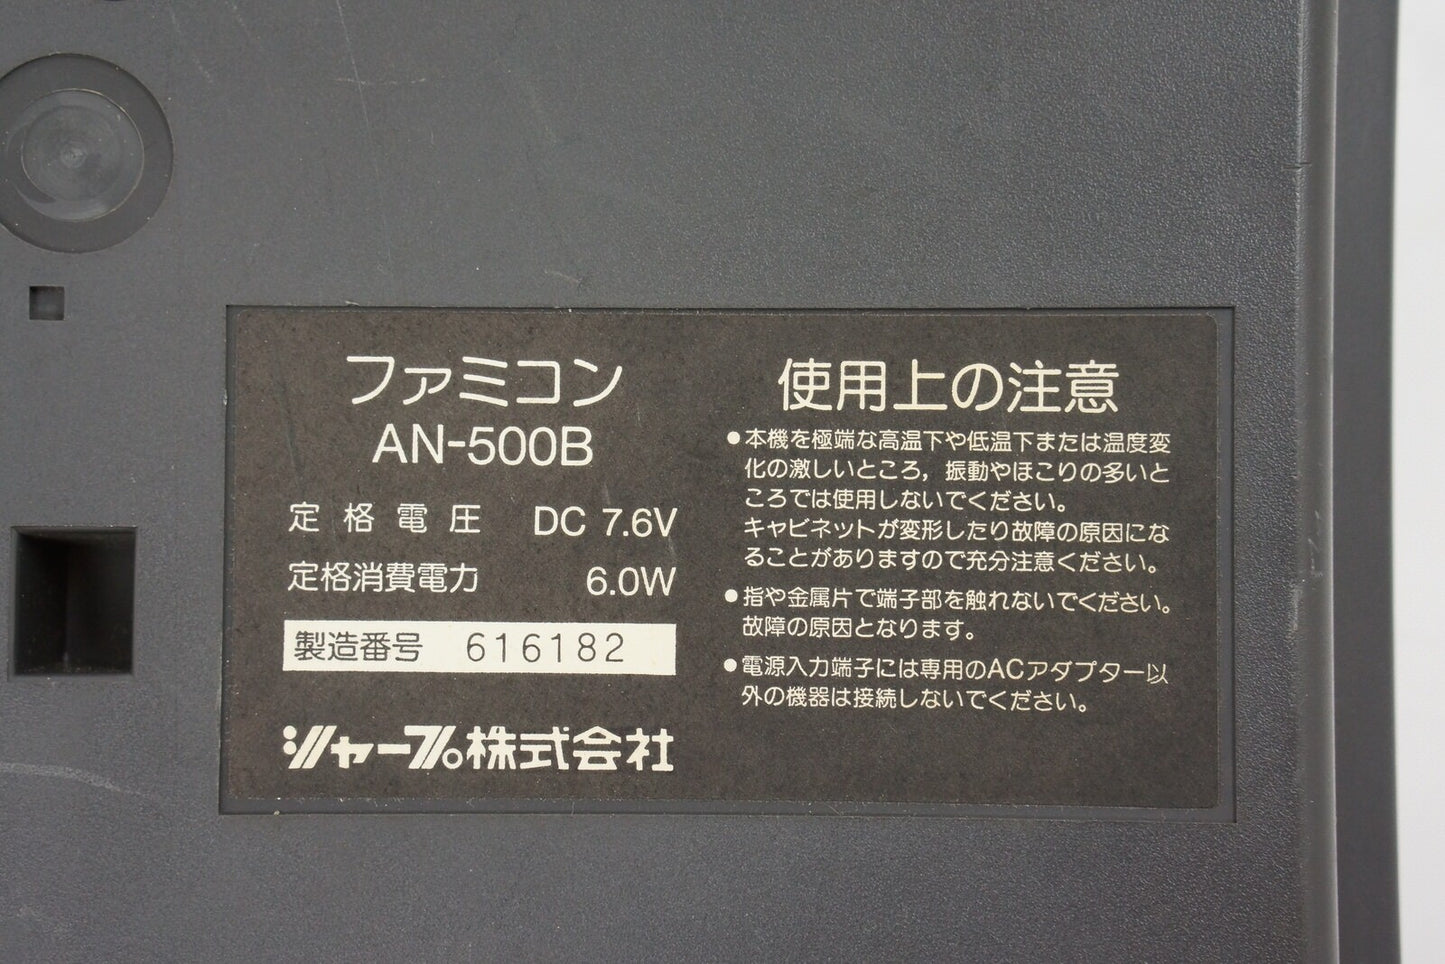 ファミコン
AN-500B
定格電圧 DC 7.6V
定格消費電力 6.0W
製造番号 616182
シャープ株式会社
使用上の注意
●本機を極端な高温下や低温下または温度変
化の激しいところ，振動やほこりの多いと
ころでは使用しないでください。
キャビネットが変形したり故障の原因にな
ることがありますので充分注意ください。
●指や金属片で端子部を触れないでください。
故障の原因となります。
●電源入力端子には専用のACアダプター以
外の機器は接続しないでください。